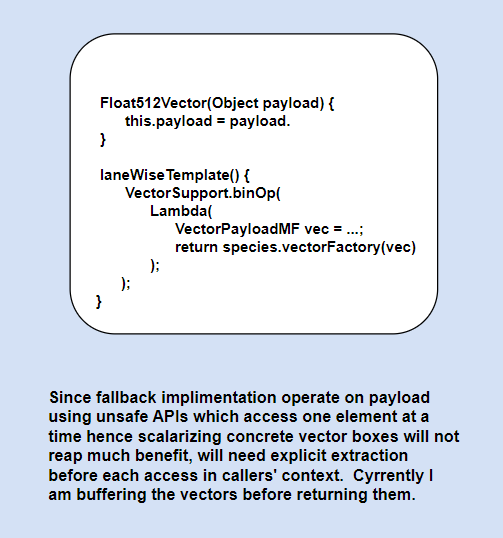 Float512Vector(Object payload) {
this.payload = payload.
}
laneWiseTemplate() {
VectorSupport.binOp(
Lambda(
VectorPayloadMF vec = ...;
return species.vectorFactory(vec)
);
);
}
Since fallback implimentation operate on payload
using unsafe APIs which access one element at a
time hence scalarizing concrete vector boxes will not
reap much benefit, will need explicit extraction
before each access in callers' context.  Cyrrently I
am buffering the vectors before returning them.